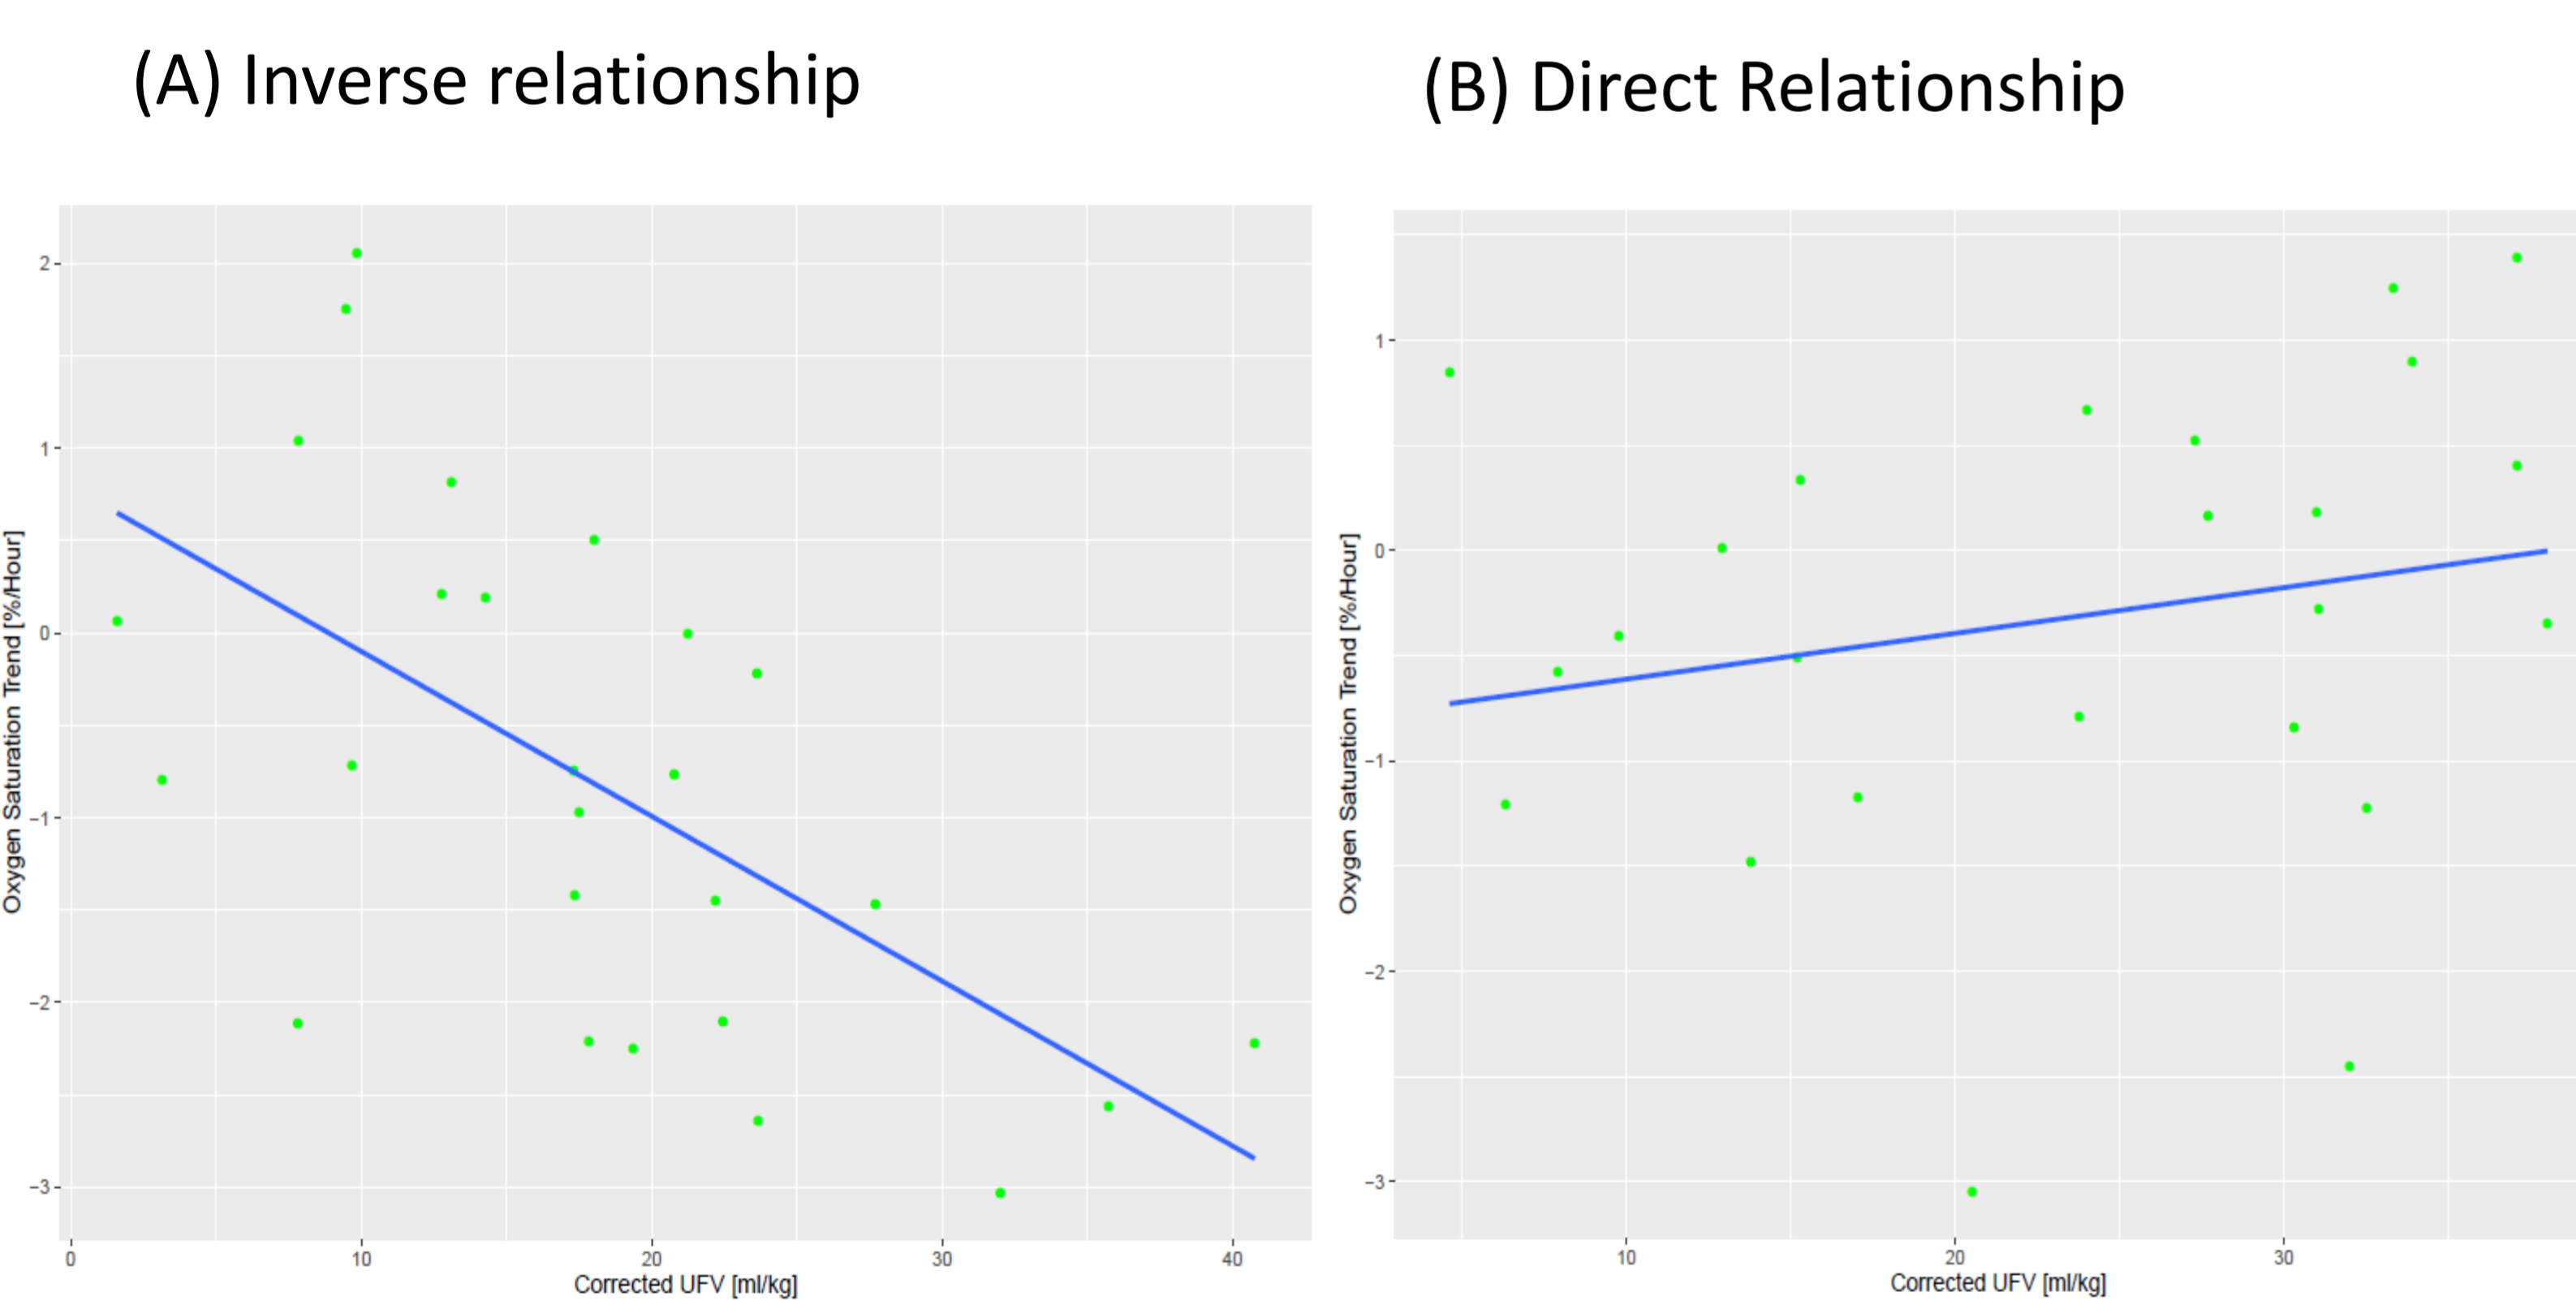 (A) Inverse relationship
(B) Direct Relationship
Oxygen Saturation Trend [%/Hour]
2
1
0
−1
−2
−3
0 10 20 30 40
Corrected UFV [ml/kg]
Oxygen Saturation Trend [%/Hour]
1
0
−1
−2
−3
10 20 30
Corrected UFV [ml/kg]